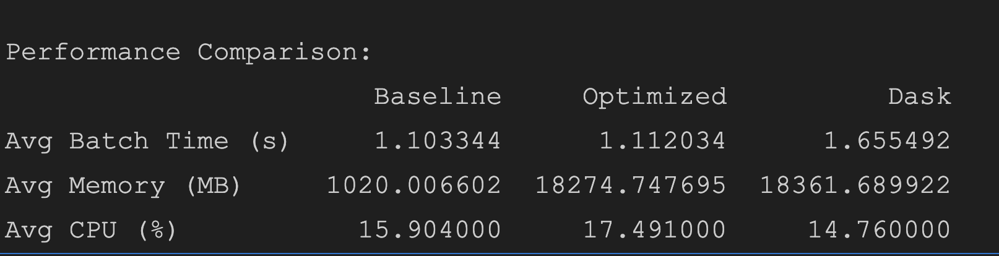 Performance Comparison:
Baseline Optimized Dask
Avg Batch Time (s) 1.103344 1.112034 1.655492
Avg Memory (MB) 1020.006602 18274.747695 18361.689922
Avg CPU (%) 15.904000 17.491000 14.760000